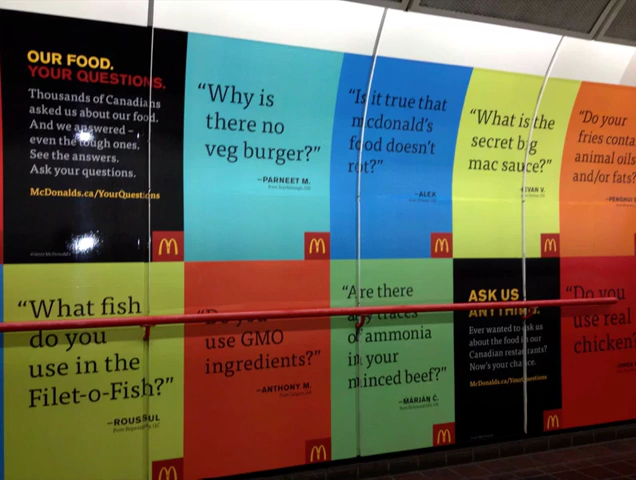 OUR FOOD.
YOUR QUESTIONS.
Thousands of Canadians
asked us about our food.
And we answered –
even the tough ones.
See the answers.
Ask your questions.
McDonalds.ca/YourQuestions
“Why is
there no
veg burger?”
–PARNEET M.
“Is it true that
mcdonald’s
food doesn’t
rot?”
–ALEX
“What is the
secret big
mac sauce?”
–EVAN V.
“Do your
fries conta
animal oils
and/or fats?
“What fish
do you
use in the
Filet-o-Fish?”
–ROUSSUL
“Do you
use GMO
ingredients?”
–ANTHONY M.
“Are there
any traces
of ammonia
in your
minced beef?”
–MARIAN C.
ASK US
ANYTHING.
Ever wanted to ask us
about the food in our
Canadian restaurants?
Now’s your chance.
McDonalds.ca/YourQuestions
“Do you
use real
chicken